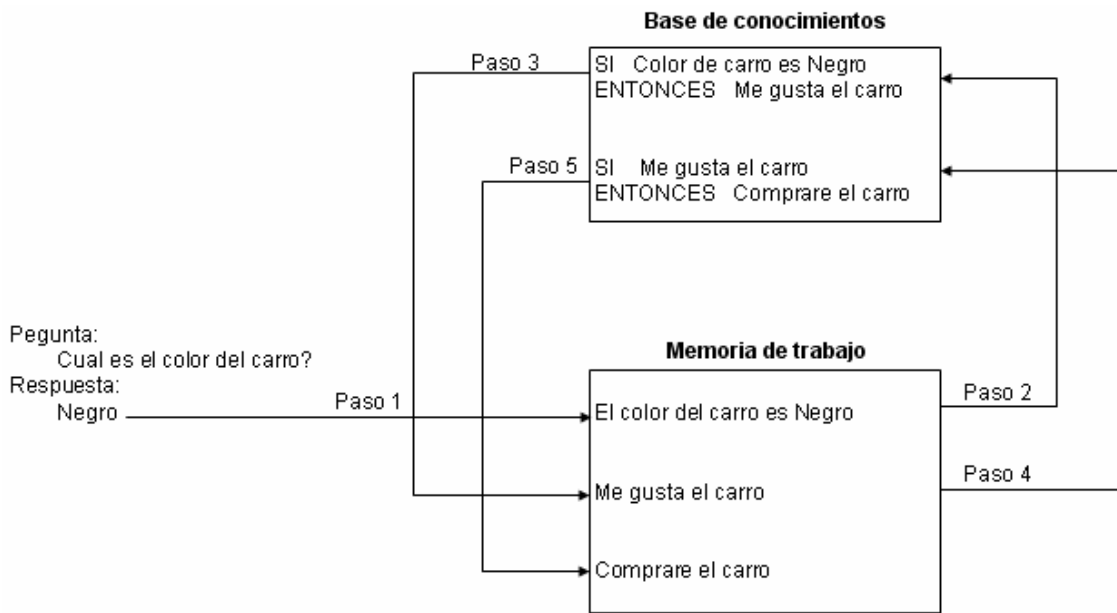 Base de conocimientos
Paso 3
SI Color de carro es Negro
ENTONCES Me gusta el carro
Paso 5
SI Me gusta el carro
ENTONCES Comprare el carro
Pegunta:
Cual es el color del carro?
Respuesta:
Negro
Paso 1
Memoria de trabajo
El color del carro es Negro
Paso 2
Me gusta el carro
Paso 4
Comprare el carro